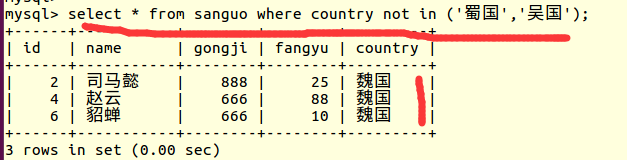 mysql>
mysql> select * from sanguo where country not in ('蜀国','吴国');
+------+-----------+--------+--------+---------+
| id | name | gongji | fangyu | country |
+------+-----------+--------+--------+---------+
| 2 | 司马懿 | 888 | 25 | 魏国 |
| 4 | 赵云 | 666 | 88 | 魏国 |
| 6 | 貂蝉 | 666 | 10 | 魏国 |
+------+-----------+--------+--------+---------+
3 rows in set (0.00 sec)